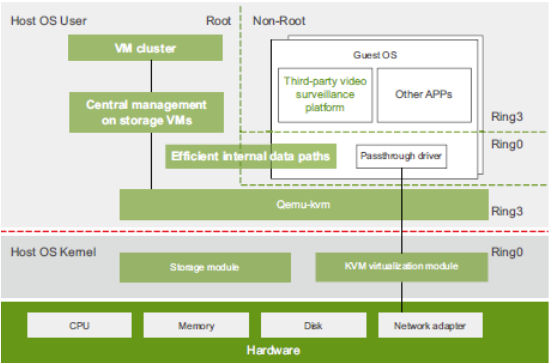 Host OS User
Root
Non-Root
VM cluster
Guest OS
Third-party video
surveillance
platform
Other APPs
Central management
on storage VMs
Ring3
Ring0
Efficient internal data paths
Passthrough driver
Qemu-kvm
Ring3
Host OS Kernel
Ring0
Storage module
KVM virtualization module
CPU
Memory
Disk
Network adapter
Hardware